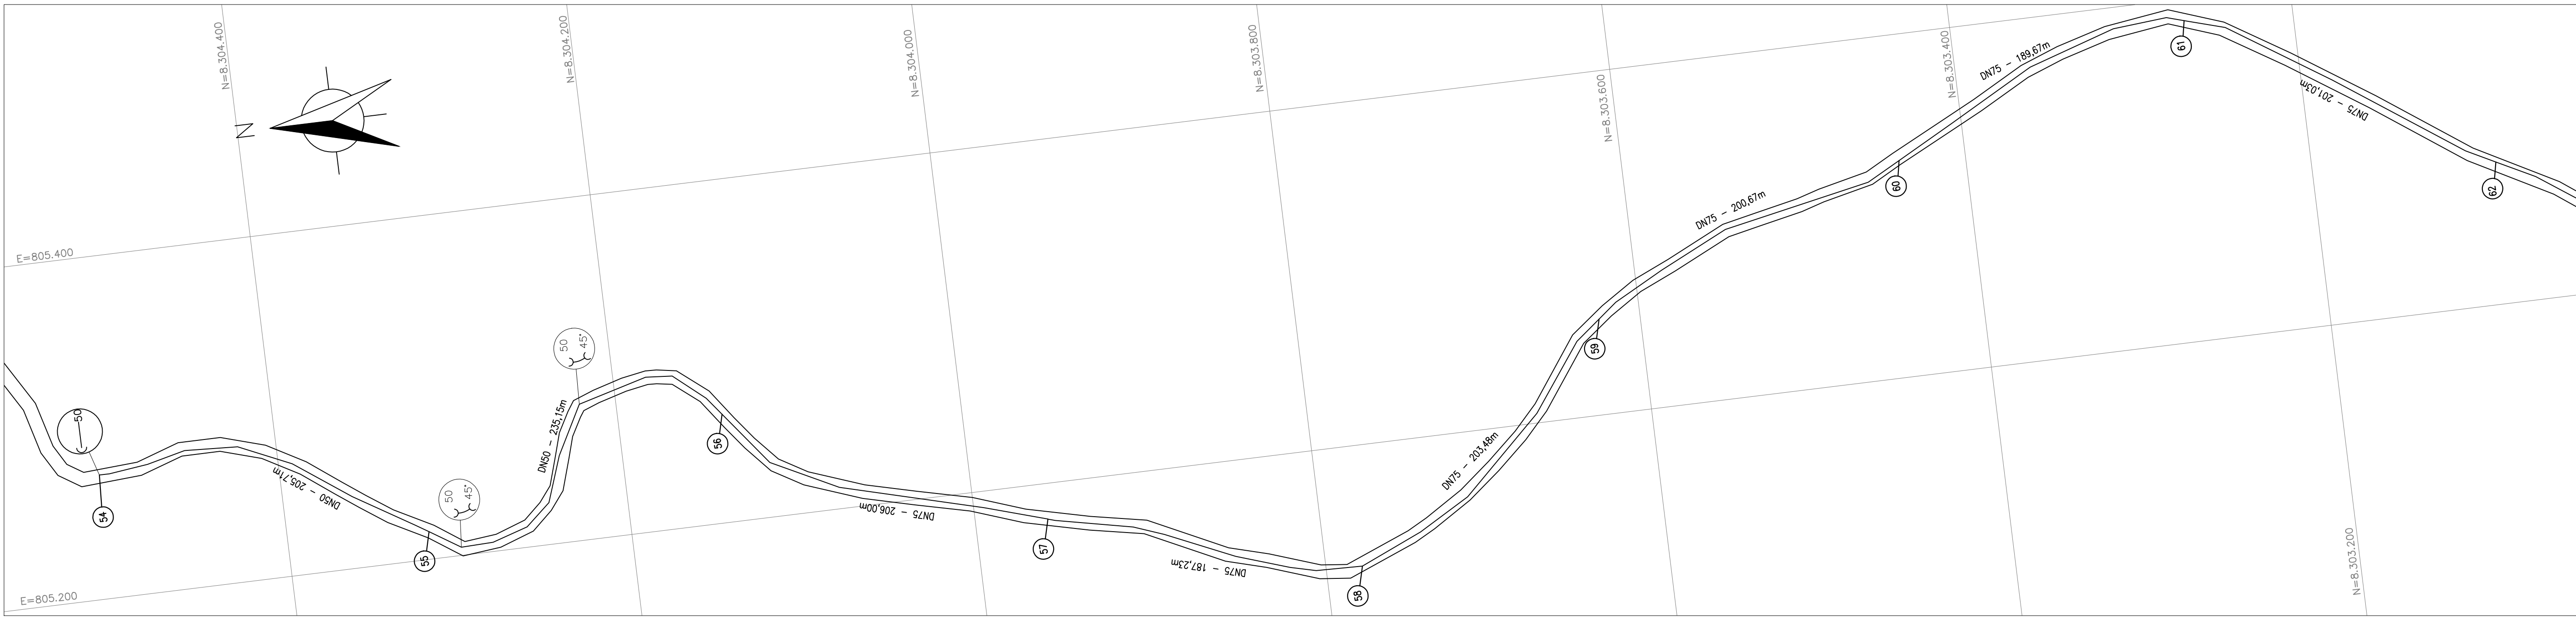 N=8.304.400
N=8.304.200
N=8.304.000
N=8.303.800
N=8.303.600
N=8.303.400
N=8.303.200
N
E=805.400
E=805.200
50
54
DN50 - 205,71m
55
50
45°
DN50 - 235,15m
50
45°
56
DN75 - 206,00m
57
DN75 - 187,23m
58
DN75 - 203,48m
59
DN75 - 200,67m
60
DN75 - 189,67m
61
DN75 - 201,03m
62